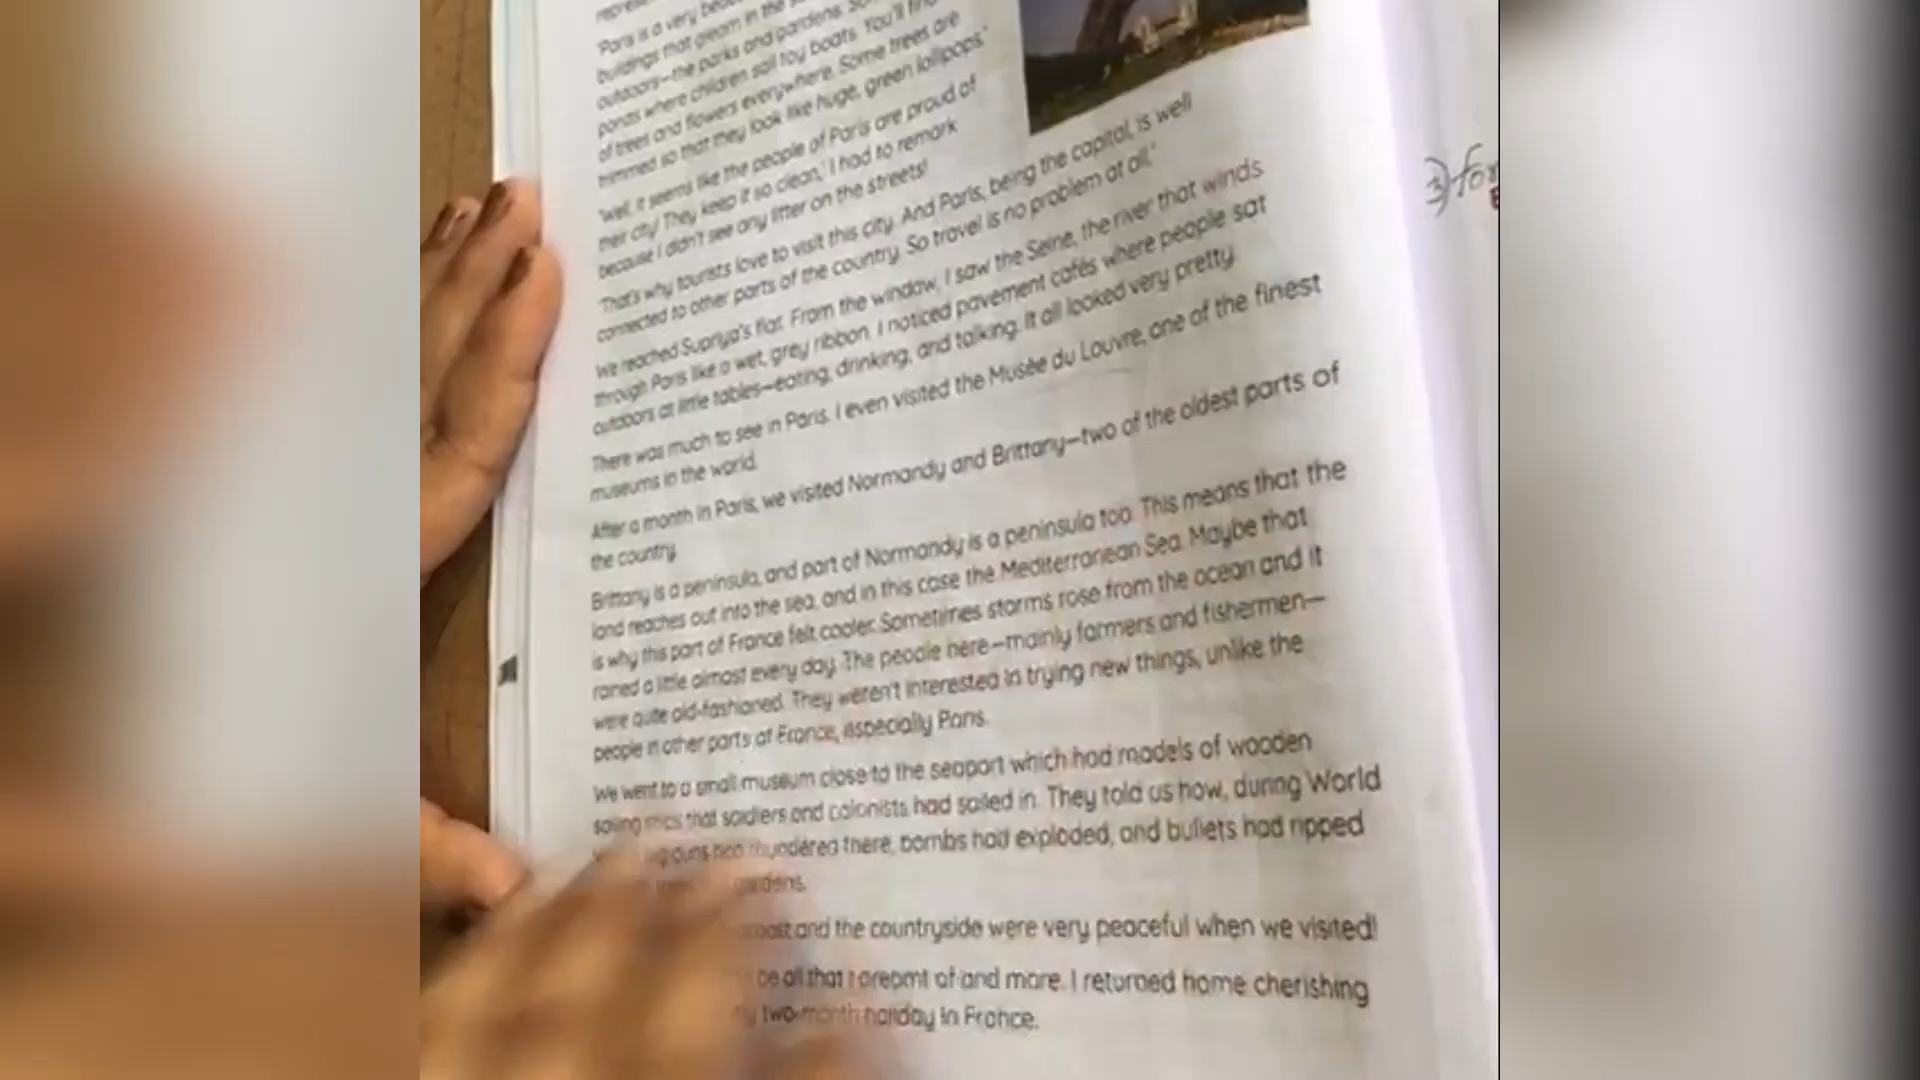 'Paris is a very
buildings that gleam in the
outdoors—the parks and gardens.
ponds where children sail toy boats. You'll find
of trees and flowers everywhere. Some trees are
trimmed so that they look like huge, green lollipops.'
'Well, it seems like the people of Paris are proud of
their city! They keep it so clean,' I had to remark
because I didn't see any litter on the streets!
'That's why tourists love to visit this city. And Paris, being the capital, is well
connected to other parts of the country. So travel is no problem at all,'
We reached Supriya's flat. From the window, I saw the Seine, the river that winds
through Paris like a wet, grey ribbon. I noticed pavement cafés where people sat
outdoors at little tables—eating, drinking, and talking. It all looked very pretty.
There was much to see in Paris. I even visited the Musée du Louvre, one of the finest
museums in the world.
After a month in Paris, we visited Normandy and Brittany—two of the oldest parts of
the country.
Brittany is a peninsula, and part of Normandy is a peninsula too. This means that the
land reaches out into the sea, and in this case the Mediterranean Sea. Maybe that
is why this part of France felt cooler. Sometimes storms rose from the ocean and it
rained a little almost every day. The people here—mainly farmers and fishermen—
were quite old-fashioned. They weren't interested in trying new things, unlike the
people in other parts of France, especially Paris.
We went to a small museum close to the seaport which had models of wooden
sailing ships that soldiers and colonists had sailed in. They told us how, during World
guns had thundered there, bombs had exploded, and bullets had ripped
gardens.
coast and the countryside were very peaceful when we visited!
be all that I dreamt of and more. I returned home cherishing
my two-month holiday in France.
3) for